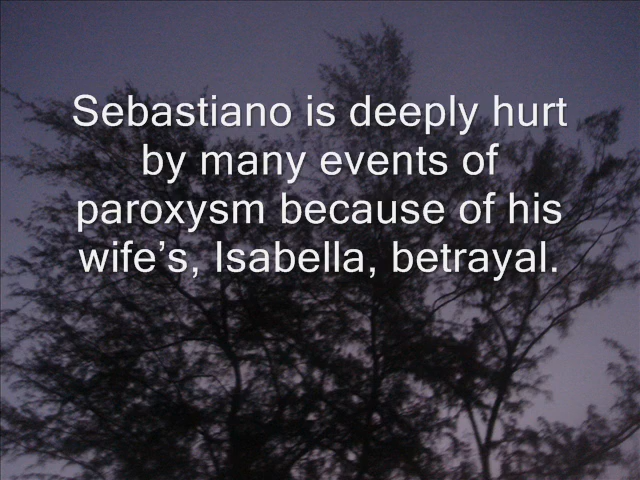 Sebastiano is deeply hurt
by many events of
paroxysm because of his
wife’s, Isabella, betrayal.